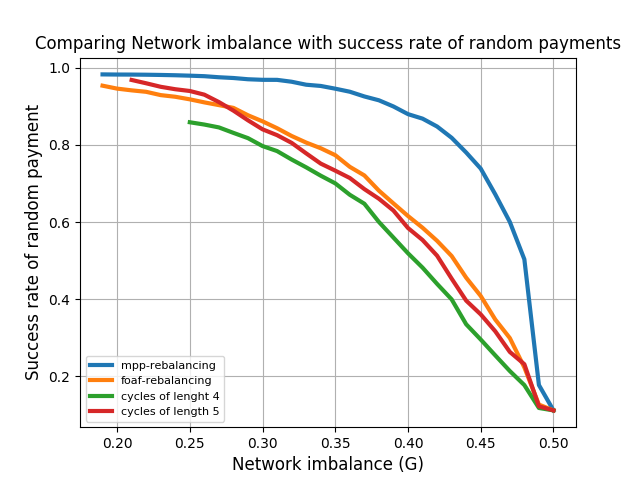 Comparing Network imbalance with success rate of random payments
Success rate of random payment
1.0
0.8
0.6
0.4
0.2
mpp-rebalancing
foaf-rebalancing
cycles of lenght 4
cycles of length 5
0.20 0.25 0.30 0.35 0.40 0.45 0.50
Network imbalance (G)